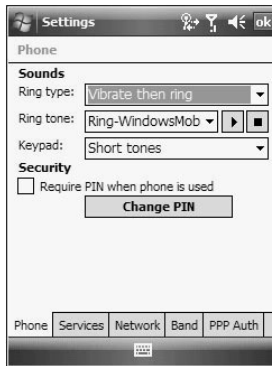 Settings ok
Phone
Sounds
Ring type: Vibrate then ring
Ring tone: Ring-WindowsMob
Keypad: Short tones
Security
Require PIN when phone is used
Change PIN
Phone Services Network Band PPP Auth